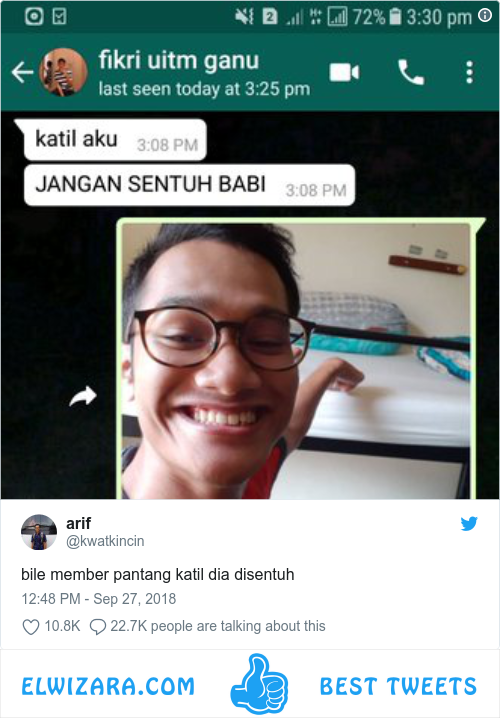 2 H+ 72% 3:30 pm
fikri uitm ganu
last seen today at 3:25 pm
katil aku 3:08 PM
JANGAN SENTUH BABI 3:08 PM
arif
@kwatkincin
bile member pantang katil dia disentuh
12:48 PM - Sep 27, 2018
10.8K 22.7K people are talking about this
ELWIZARA.COM BEST TWEETS